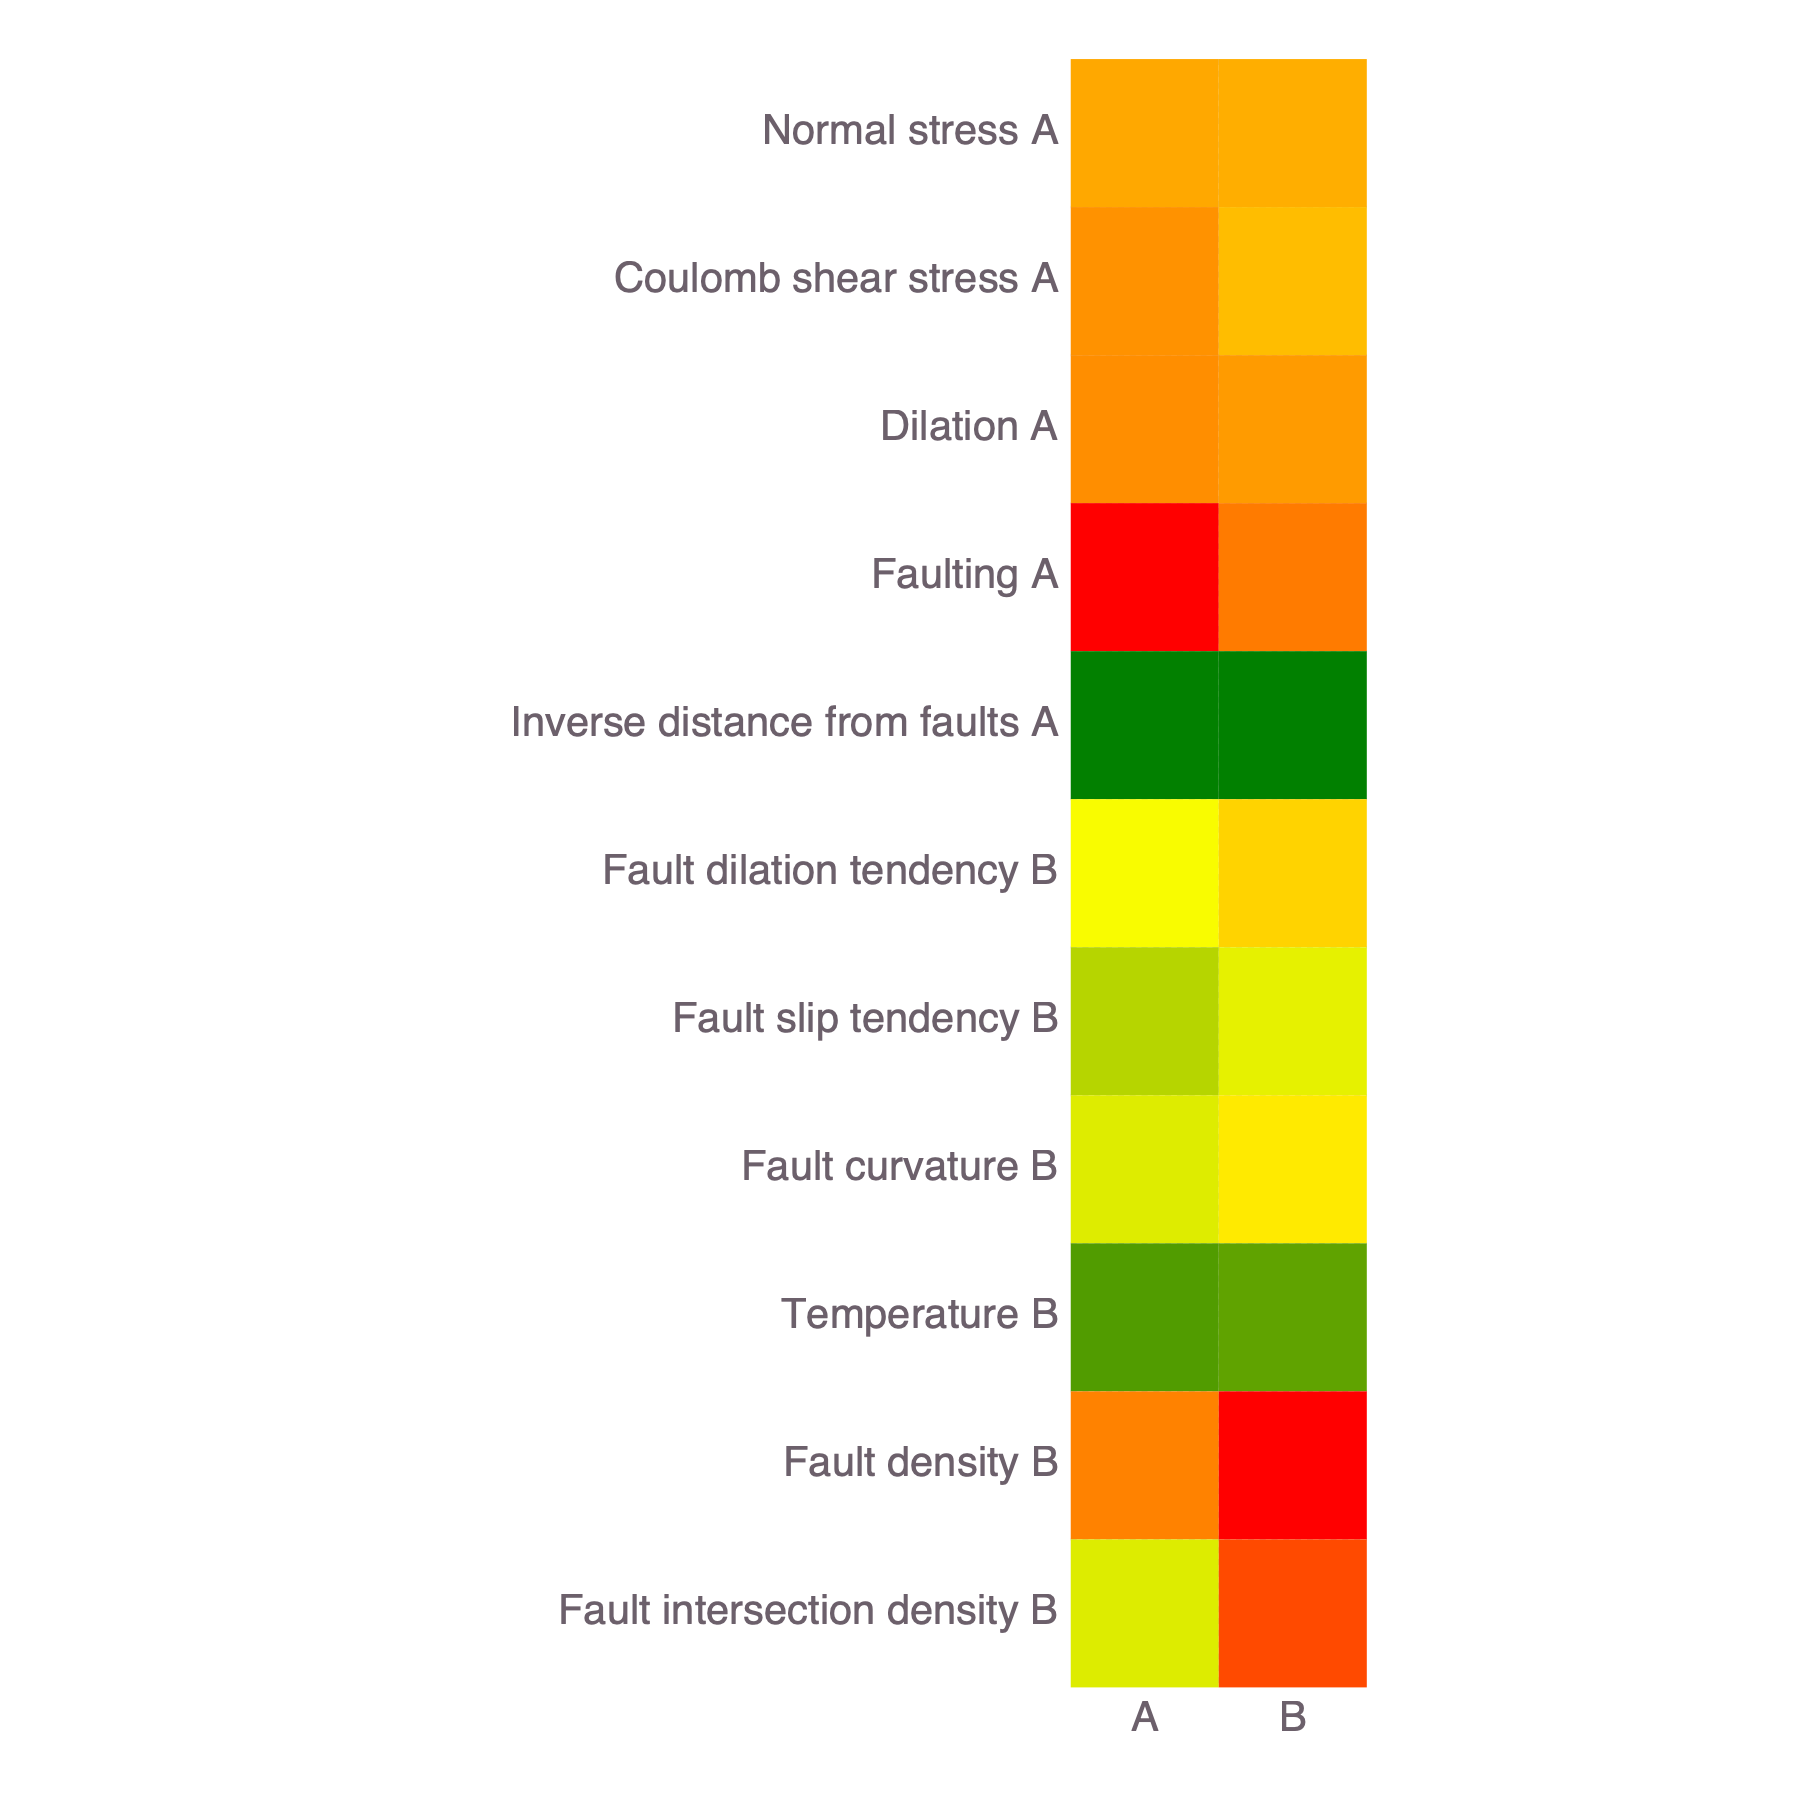 Normal stress A
Coulomb shear stress A
Dilation A
Faulting A
Inverse distance from faults A
Fault dilation tendency B
Fault slip tendency B
Fault curvature B
Temperature B
Fault density B
Fault intersection density B
A B